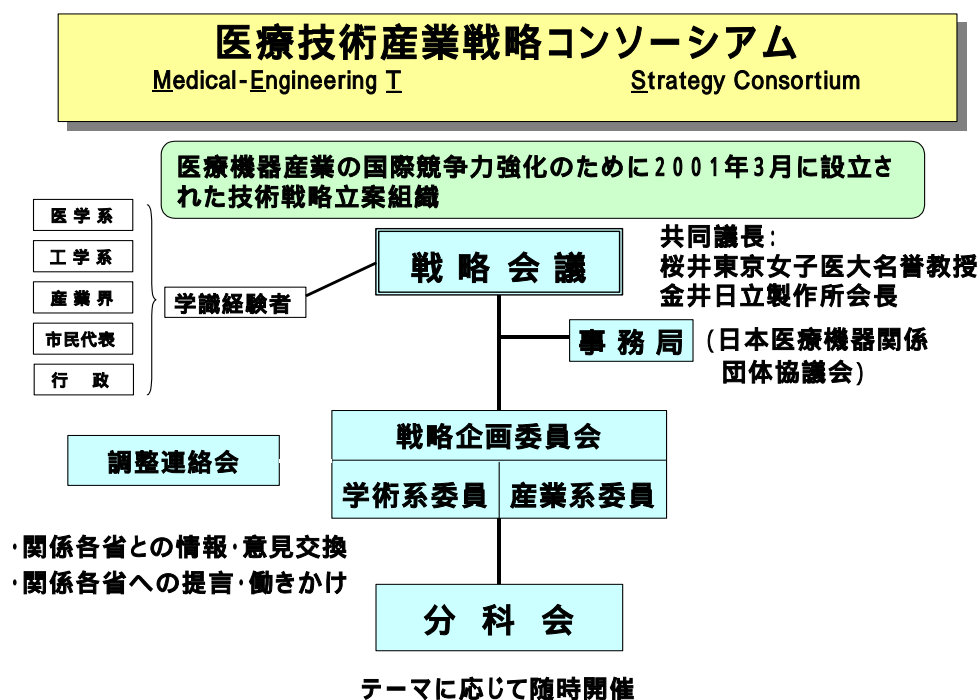 医療技術産業戦略コンソーシアム
Medical-Engineering T Strategy Consortium
医療機器産業の国際競争力強化のために2001年3月に設立さ
れた技術戦略立案組織
医学系
工学系
産業界
市民代表
行 政
学識経験者
戦略会議
共同議長:
桜井東京女子医大名誉教授
金井日立製作所会長
事務局
(日本医療機器関係
団体協議会)
戦略企画委員会
学術系委員
産業系委員
調整連絡会
・関係各省との情報・意見交換
・関係各省への提言・働きかけ
分科会
テーマに応じて随時開催